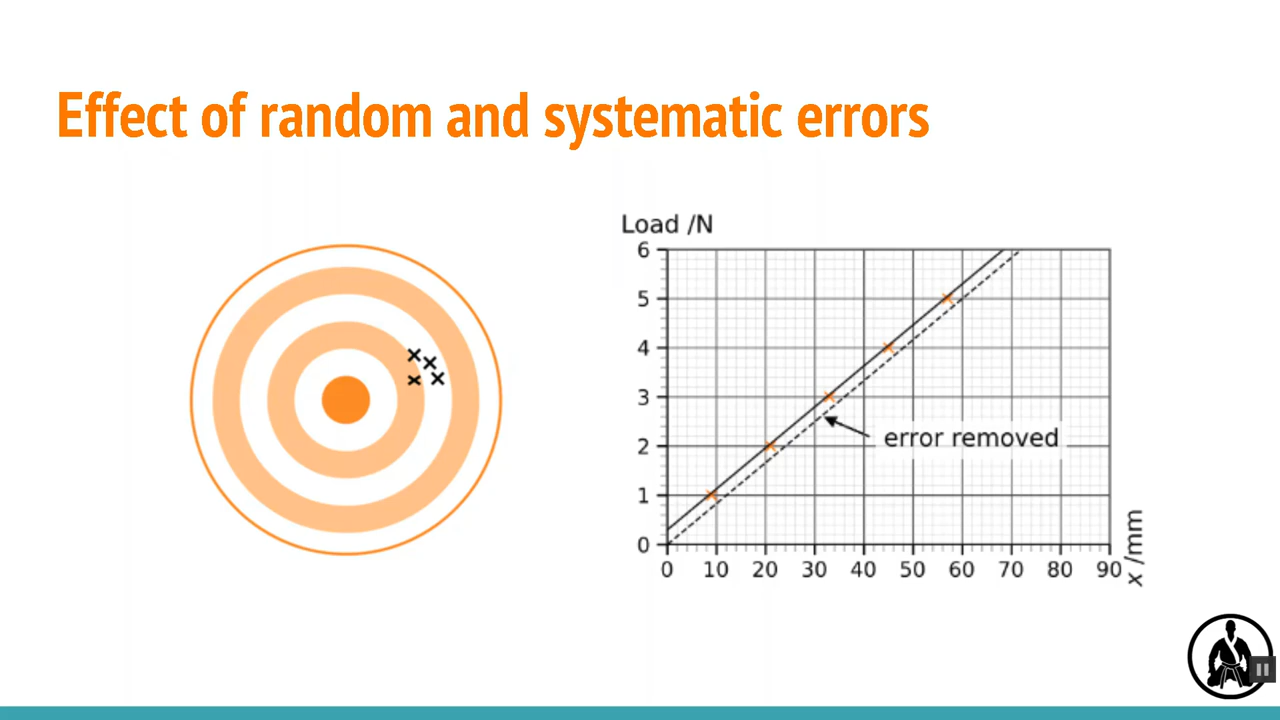 Effect of random and systematic errors
Load /N
6
5
4
3
2
1
0
error removed
0 10 20 30 40 50 60 70 80 90
x /mm